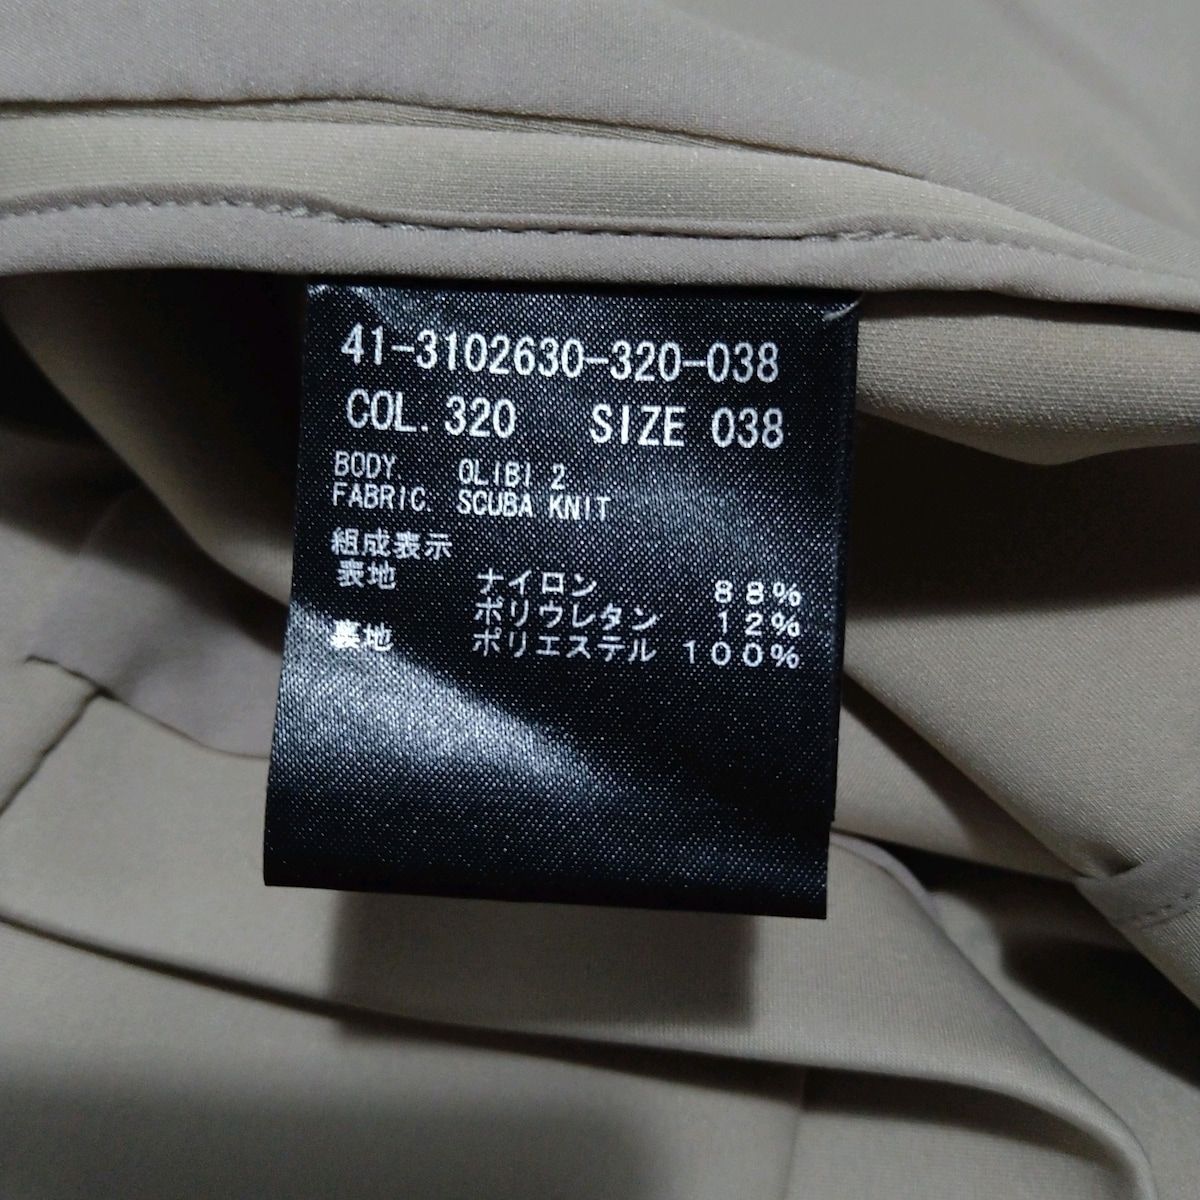 41-3102630-320-038
COL. 320 SIZE 038
BODY. OLIBI 2
FABRIC. SCUBA KNIT
組成表示
表地 ナイロン 88%
ポリウレタン 12%
裏地 ポリエステル 100%